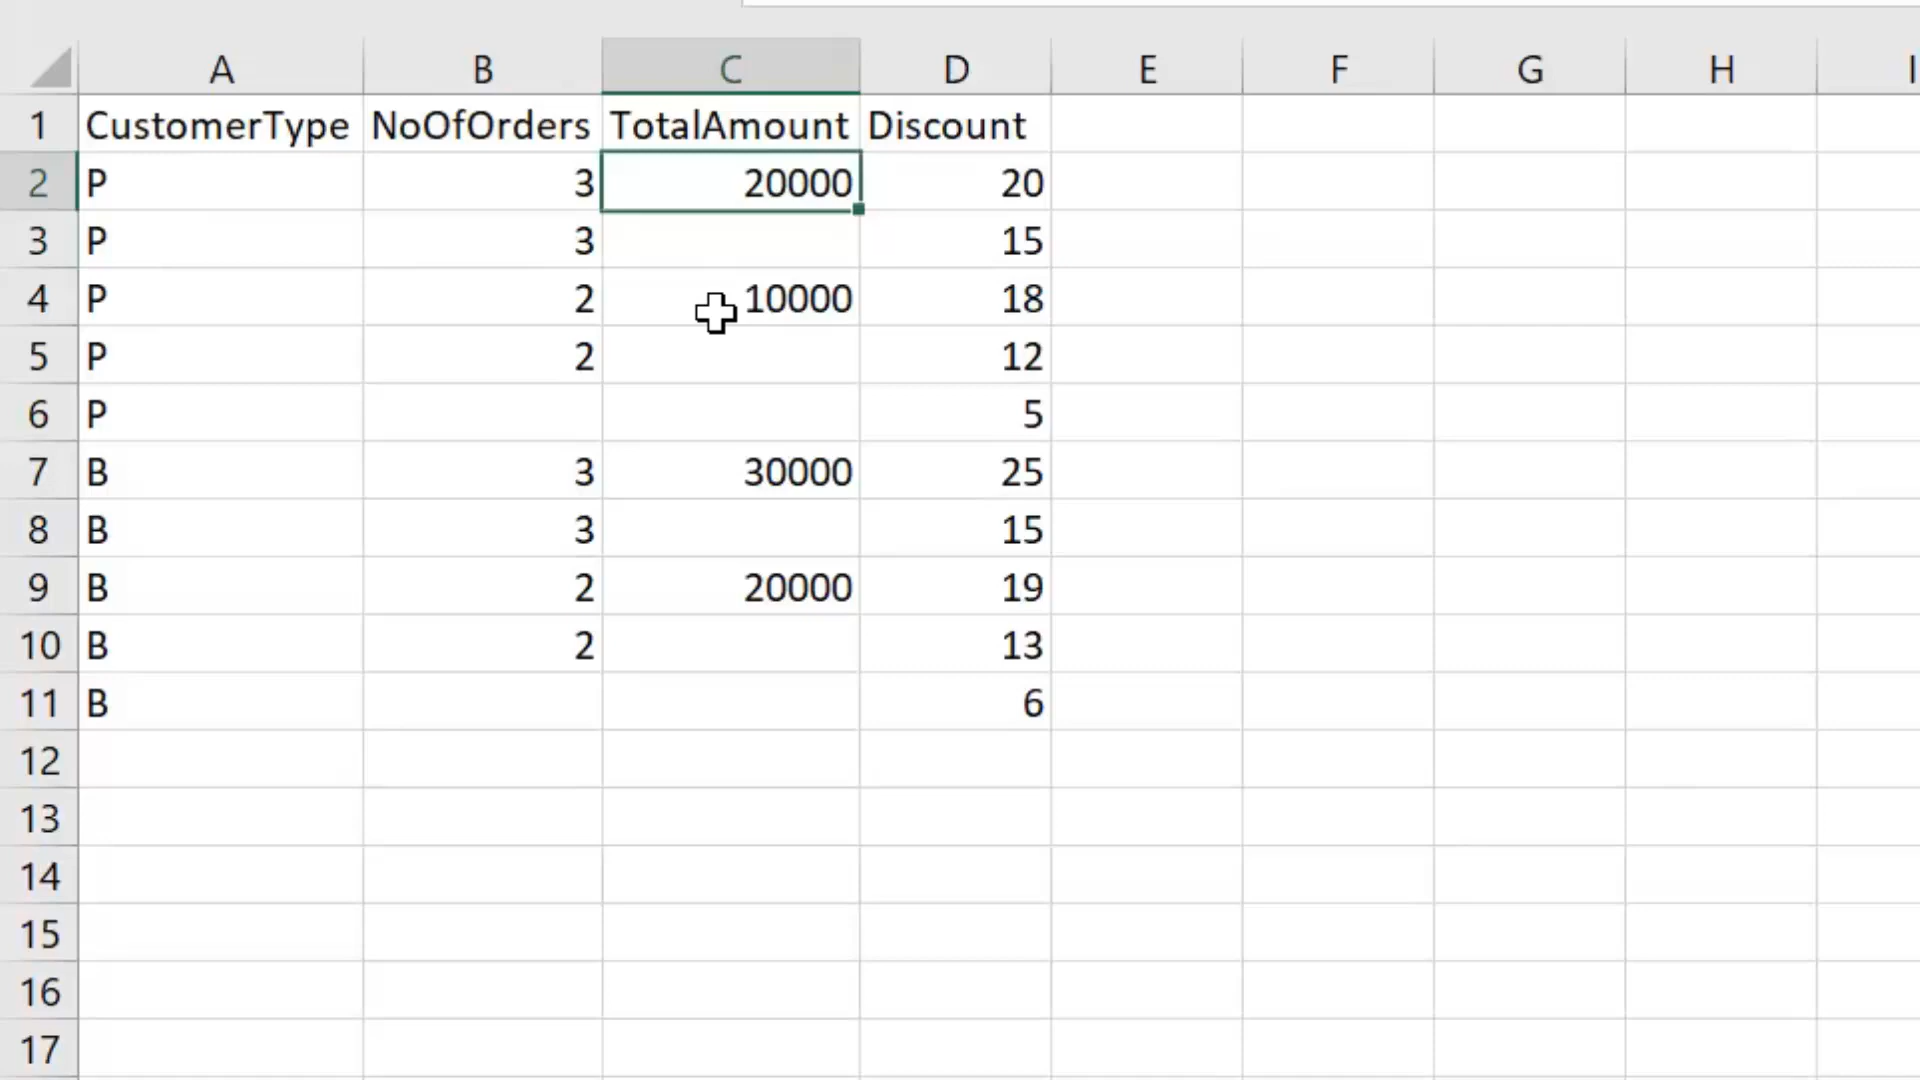 A B C D E F G H I
1 CustomerType NoOfOrders TotalAmount Discount
2 P 3 20000 20
3 P 3 15
4 P 2 10000 18
5 P 2 12
6 P 5
7 B 3 30000 25
8 B 3 15
9 B 2 20000 19
10 B 2 13
11 B 6
12
13
14
15
16
17